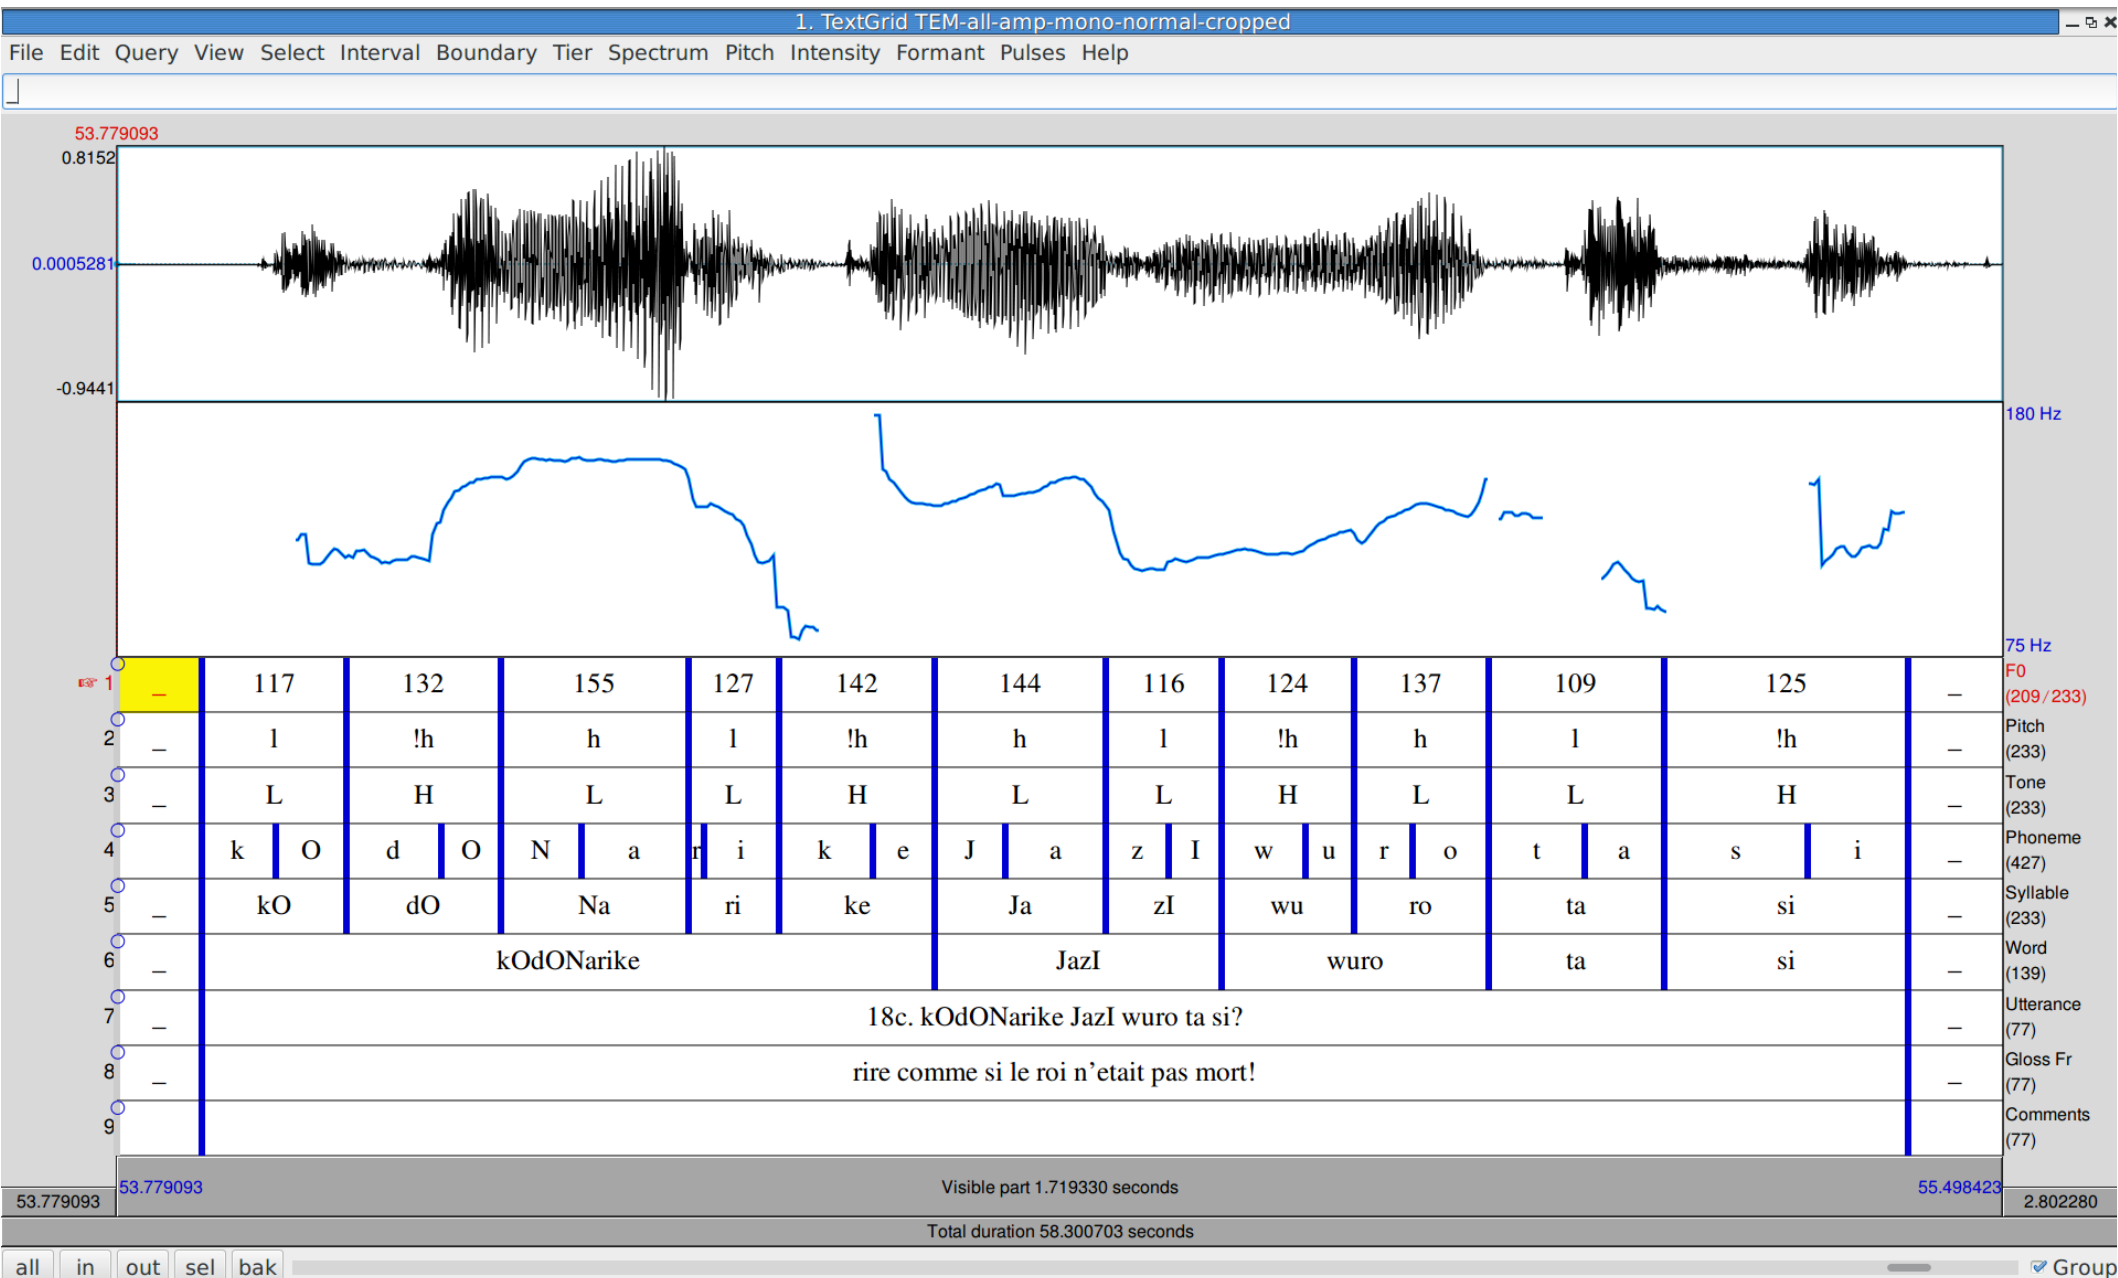 1. TextGrid TEM-all-amp-mono-normal-cropped
File Edit Query View Select Interval Boundary Tier Spectrum Pitch Intensity Formant Pulses Help
53.779093
0.8152
0.0005281
-0.9441
180 Hz
75 Hz
1 _ 117 132 155 127 142 144 116 124 137 109 125 _ F0 (209/233)
2 _ l !h h l !h h l !h h l !h _ Pitch (233)
3 _ L H L L H L L H L L H _ Tone (233)
4 k O d O N a r i k e J a z I w u r o t a s i _ Phoneme (427)
5 _ kO dO Na ri ke Ja zI wu ro ta si _ Syllable (233)
6 _ kOdONarike JazI wuro ta si _ Word (139)
7 _ 18c. kOdONarike JazI wuro ta si? _ Utterance (77)
8 _ rire comme si le roi n’etait pas mort! _ Gloss Fr (77)
9 Comments (77)
53.779093 Visible part 1.719330 seconds 55.498423
53.779093 2.802280
Total duration 58.300703 seconds
all in out sel bak Group